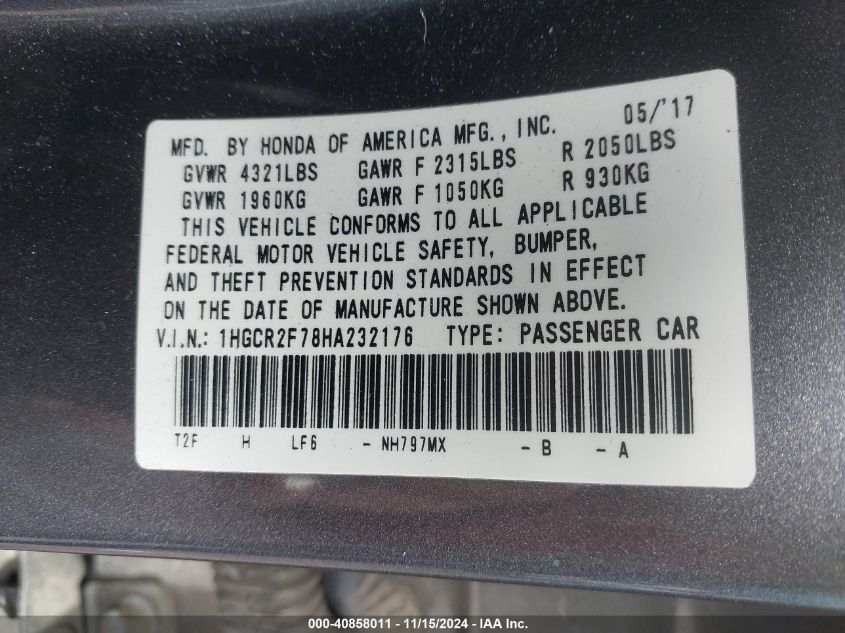 05/'17
MFD. BY HONDA OF AMERICA MFG., INC.
GVWR 4321LBS GAWR F 2315LBS R 2050LBS
GVWR 1960KG GAWR F 1050KG R 930KG
THIS VEHICLE CONFORMS TO ALL APPLICABLE
FEDERAL MOTOR VEHICLE SAFETY, BUMPER,
AND THEFT PREVENTION STANDARDS IN EFFECT
ON THE DATE OF MANUFACTURE SHOWN ABOVE.
V.I.N.: 1HGCR2F78HA232176 TYPE: PASSENGER CAR
T2F H LF6 - NH797MX - B - A
000-40858011 - 11/15/2024 - IAA Inc.